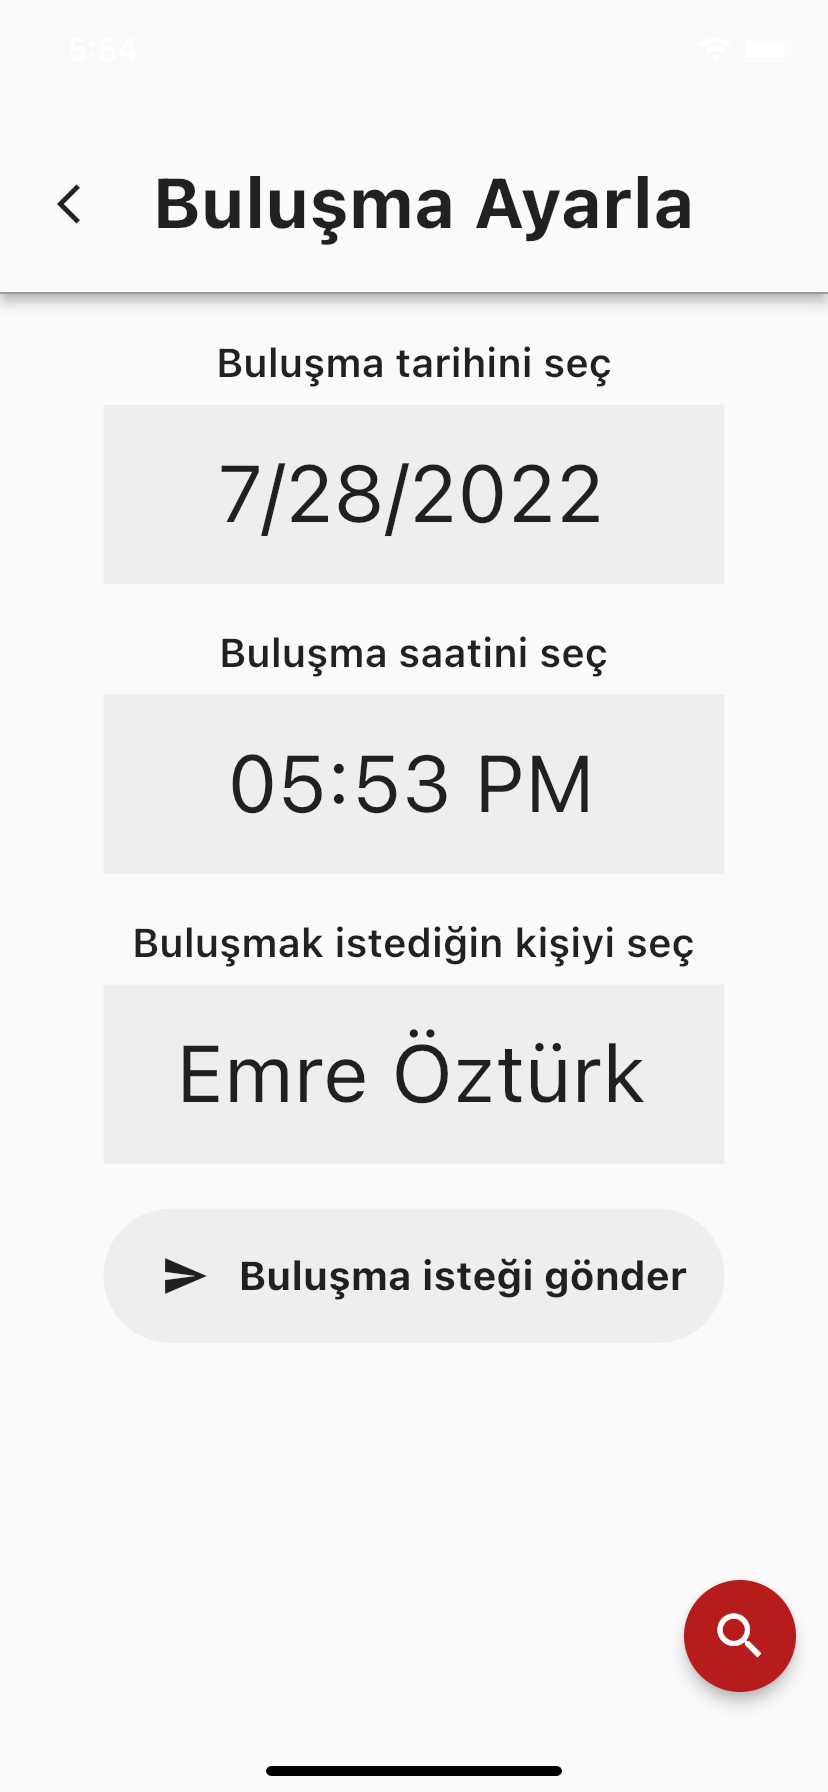 5:54
Buluşma Ayarla
Buluşma tarihini seç
7/28/2022
Buluşma saatini seç
05:53 PM
Buluşmak istediğin kişiyi seç
Emre Öztürk
Buluşma isteği gönder